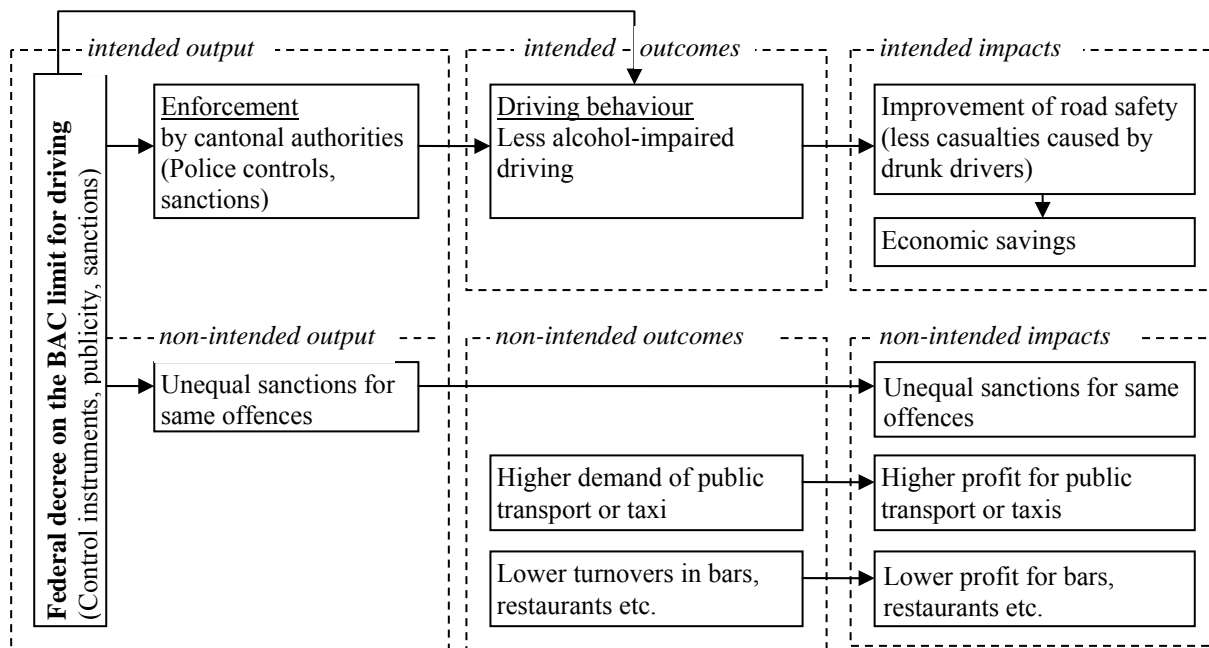 intended output
intended outcomes
intended impacts
Federal decree on the BAC limit for driving
(Control instruments, publicity, sanctions)
Enforcement
by cantonal authorities
(Police controls,
sanctions)
Driving behaviour
Less alcohol-impaired
driving
Improvement of road safety
(less casualties caused by
drunk drivers)
Economic savings
non-intended output
non-intended outcomes
non-intended impacts
Unequal sanctions for
same offences
Unequal sanctions for same
offences
Higher demand of public
transport or taxi
Higher profit for public
transport or taxis
Lower turnovers in bars,
restaurants etc.
Lower profit for bars,
restaurants etc.